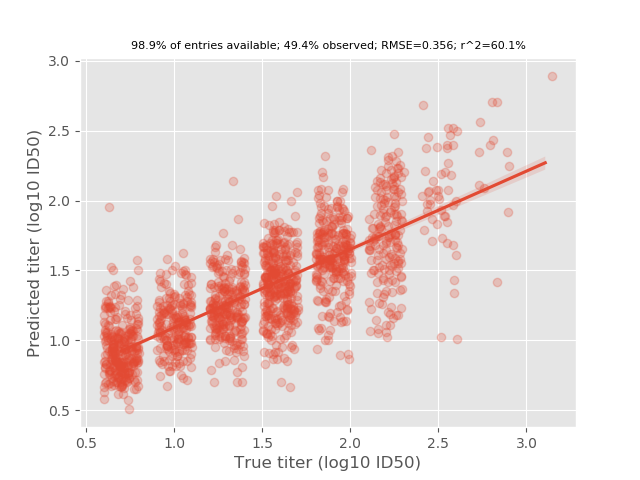 98.9% of entries available; 49.4% observed; RMSE=0.356; r^2=60.1%
3.0
2.5
2.0
1.5
1.0
0.5
Predicted titer (log10 ID50)
0.5 1.0 1.5 2.0 2.5 3.0
True titer (log10 ID50)